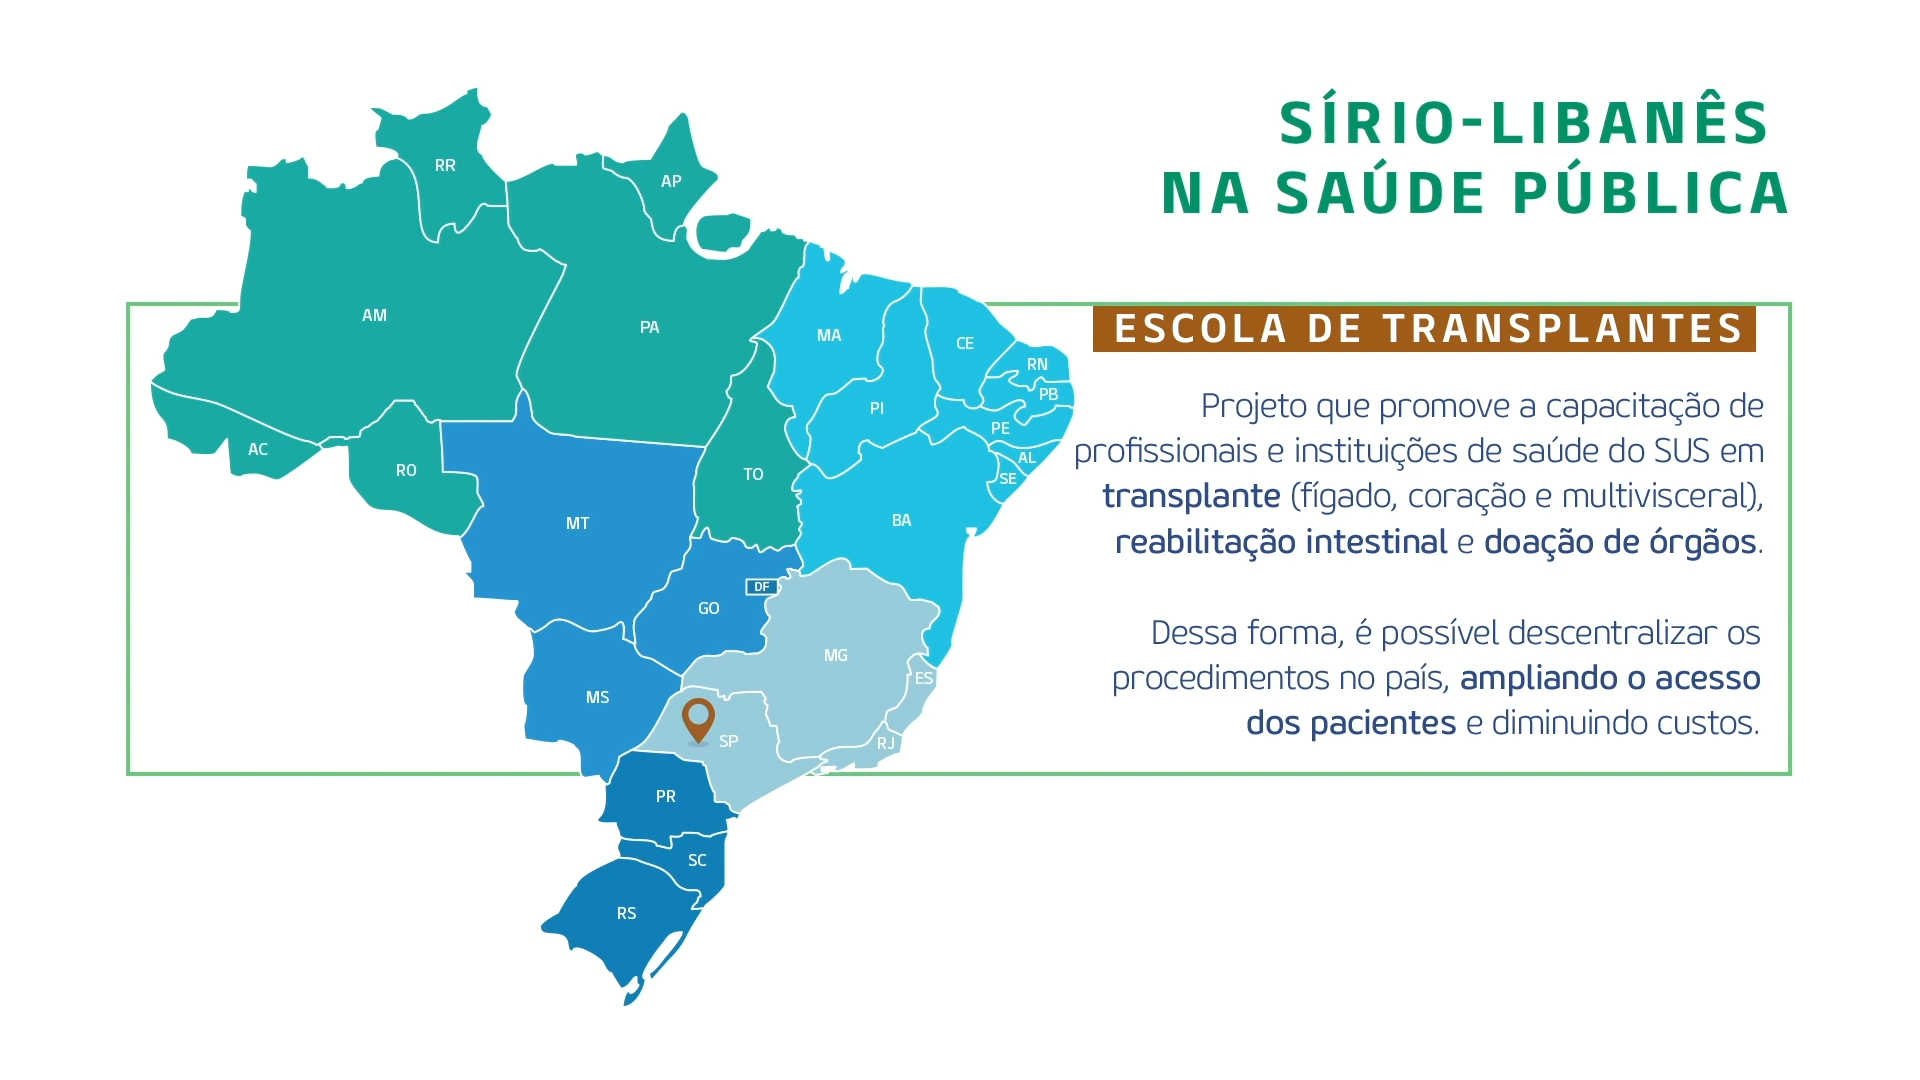 SÍRIO-LIBANÊS
NA SAÚDE PÚBLICA
ESCOLA DE TRANSPLANTES
Projeto que promove a capacitação de
profissionais e instituições de saúde do SUS em
transplante (fígado, coração e multivisceral),
reabilitação intestinal e doação de órgãos.
Dessa forma, é possível descentralizar os
procedimentos no país, ampliando o acesso
dos pacientes e diminuindo custos.
RR
AP
AM
PA
MA
CE
RN
PB
PI
PE
AC
RO
TO
AL
SE
MT
BA
DF
GO
MG
ES
MS
SP
RJ
PR
SC
RS